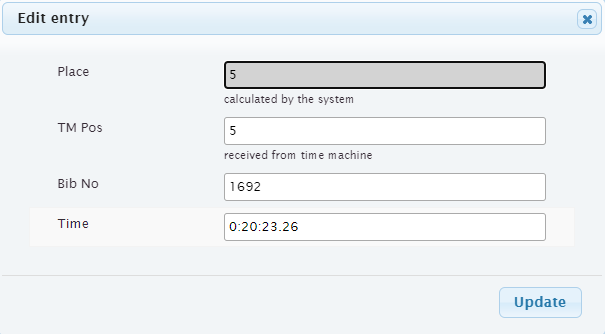 Edit entry
Place
5
calculated by the system
TM Pos
5
received from time machine
Bib No
1692
Time
0:20:23.26
Update